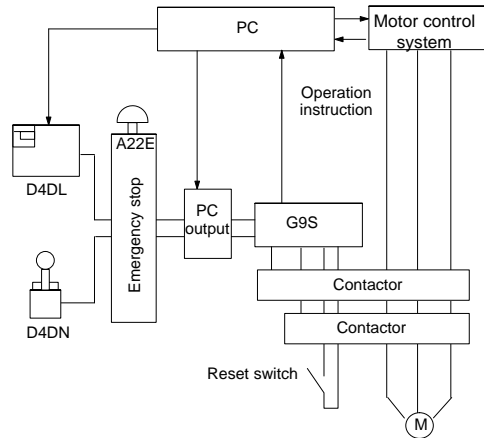 PC
Motor control
system
Operation
instruction
A22E
D4DL
Emergency stop
PC
output
G9S
Contactor
D4DN
Contactor
Reset switch
M